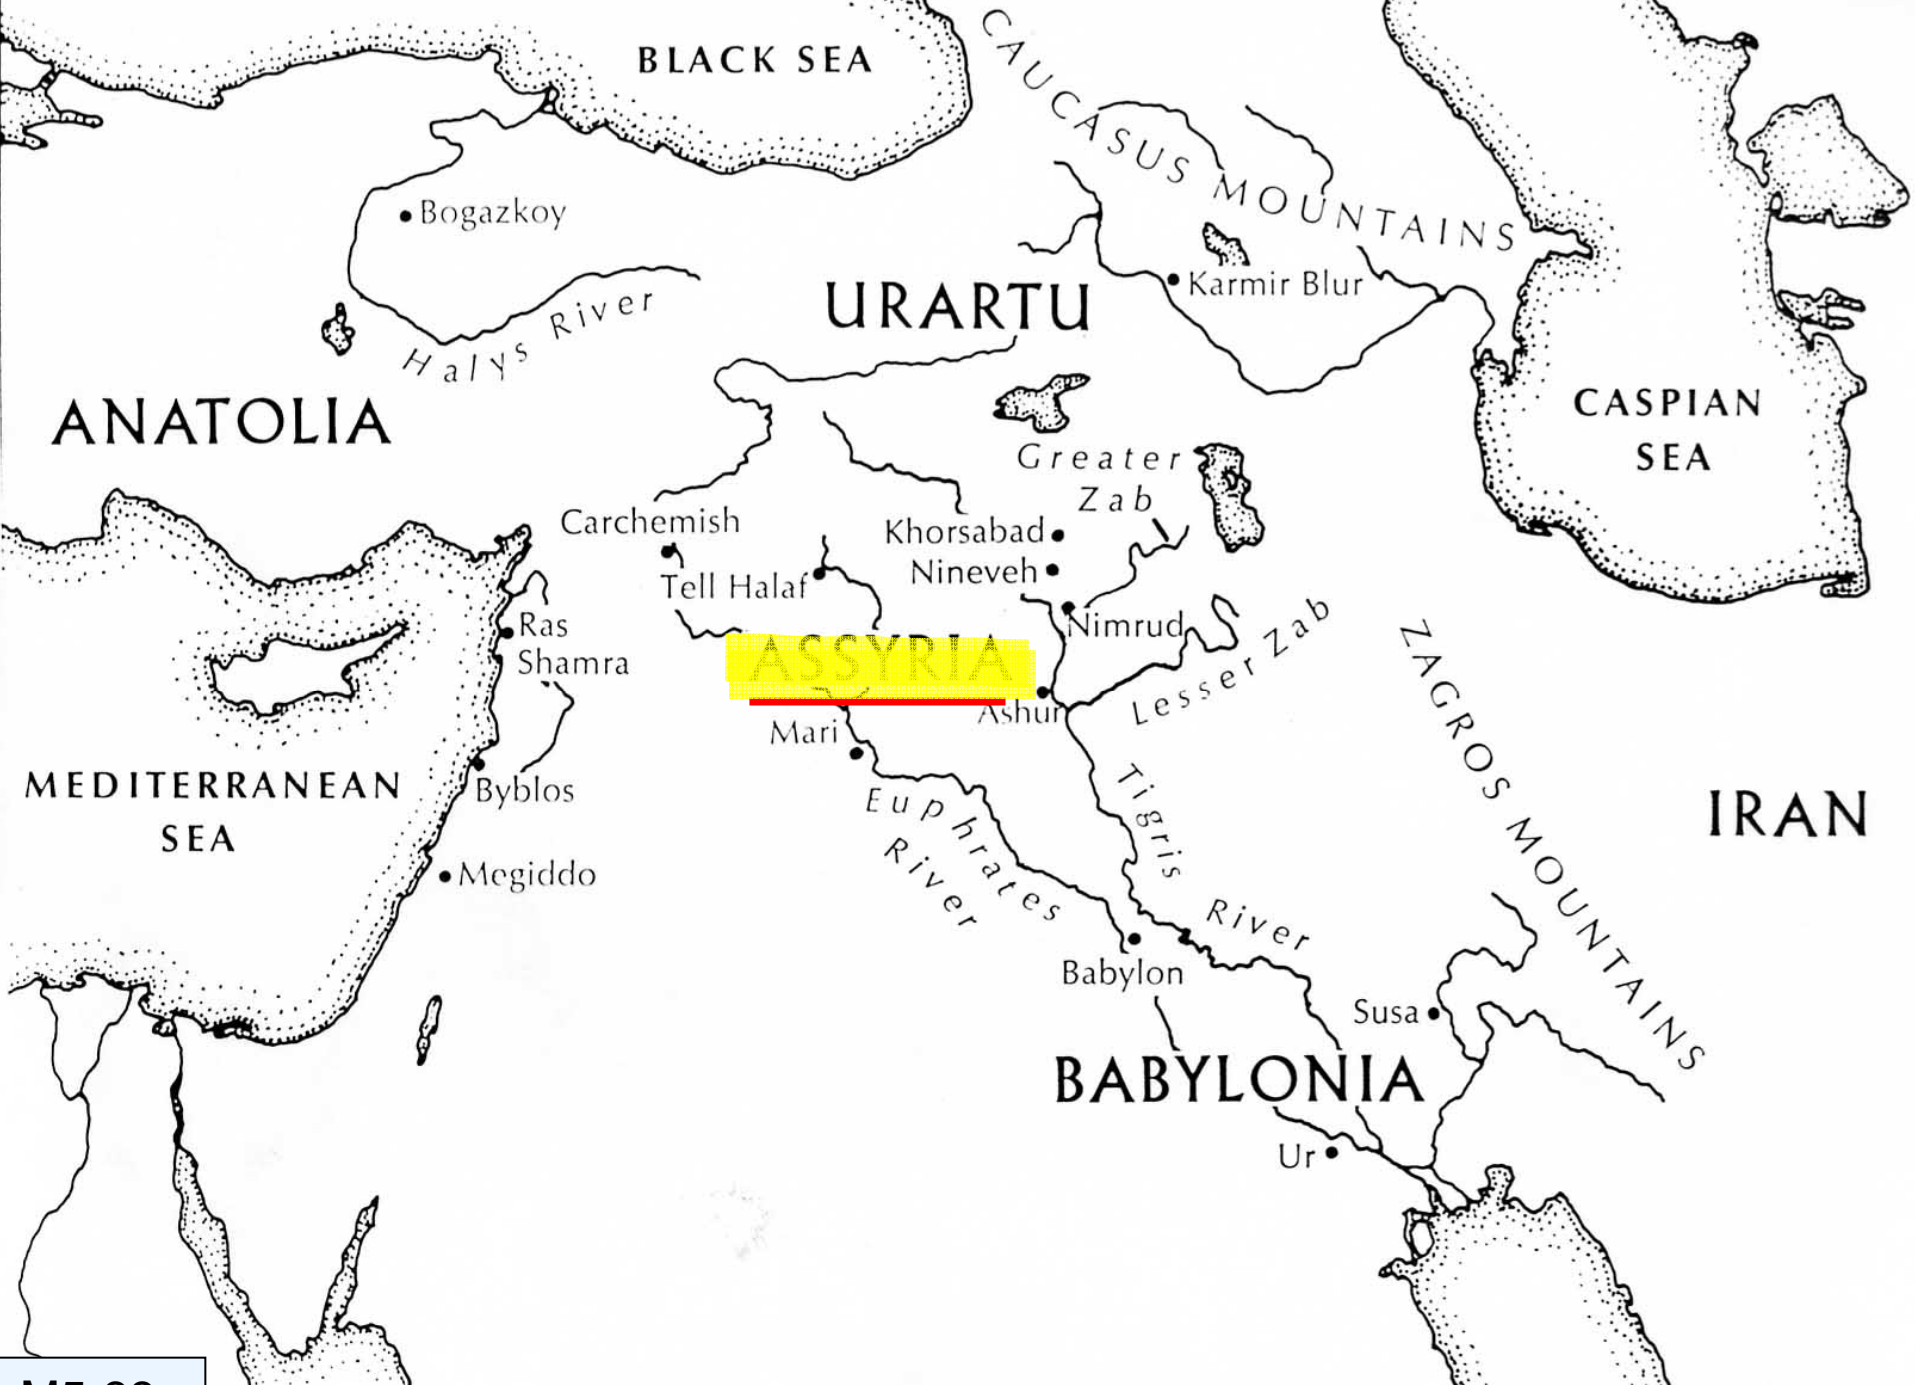 BLACK SEA
CAUCASUS MOUNTAINS
Bogazkoy
Karmir Blur
URARTU
Halys River
ANATOLIA
CASPIAN
SEA
Greater
Zab
Carchemish
Khorsabad
Nineveh
Tell Halaf
Ras
Shamra
Nimrud
Lesser Zab
ASSYRIA
Ashur
Mari
ZAGROS MOUNTAINS
MEDITERRANEAN
SEA
Byblos
Euphrates
River
Tigris River
IRAN
Megiddo
Babylon
Susa
BABYLONIA
Ur